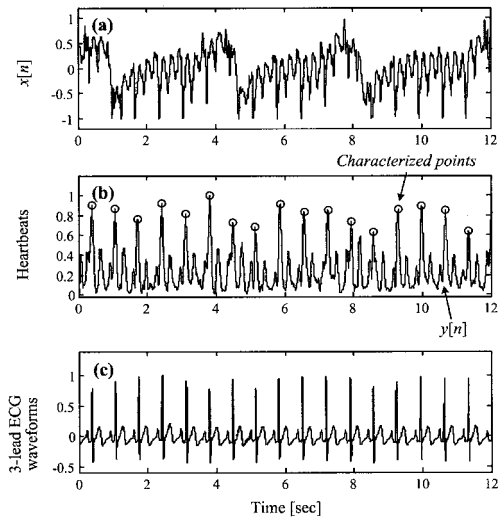 (a)
x[n]
1
0.5
0
-0.5
-1
0 2 4 6 8 10 12
Characterized points
(b)
Heartbeats
1
0.8
0.6
0.4
0.2
0
0 2 4 6 8 10 12
y[n]
(c)
3-lead ECG
waveforms
1
0.5
0
-0.5
0 2 4 6 8 10 12
Time [sec]